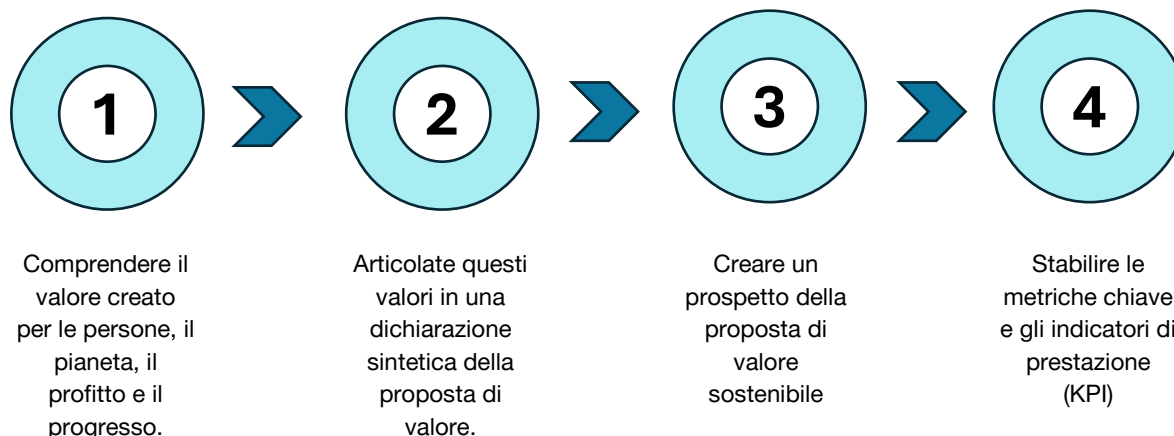 1
2
3
4
Comprendere il
valore creato
per le persone, il
pianeta, il
profitto e il
progresso.
Articolate questi
valori in una
dichiarazione
sintetica della
proposta di
valore.
Creare un
prospetto della
proposta di
valore
sostenibile
Stabilire le
metriche chiave
e gli indicatori di
prestazione
(KPI)